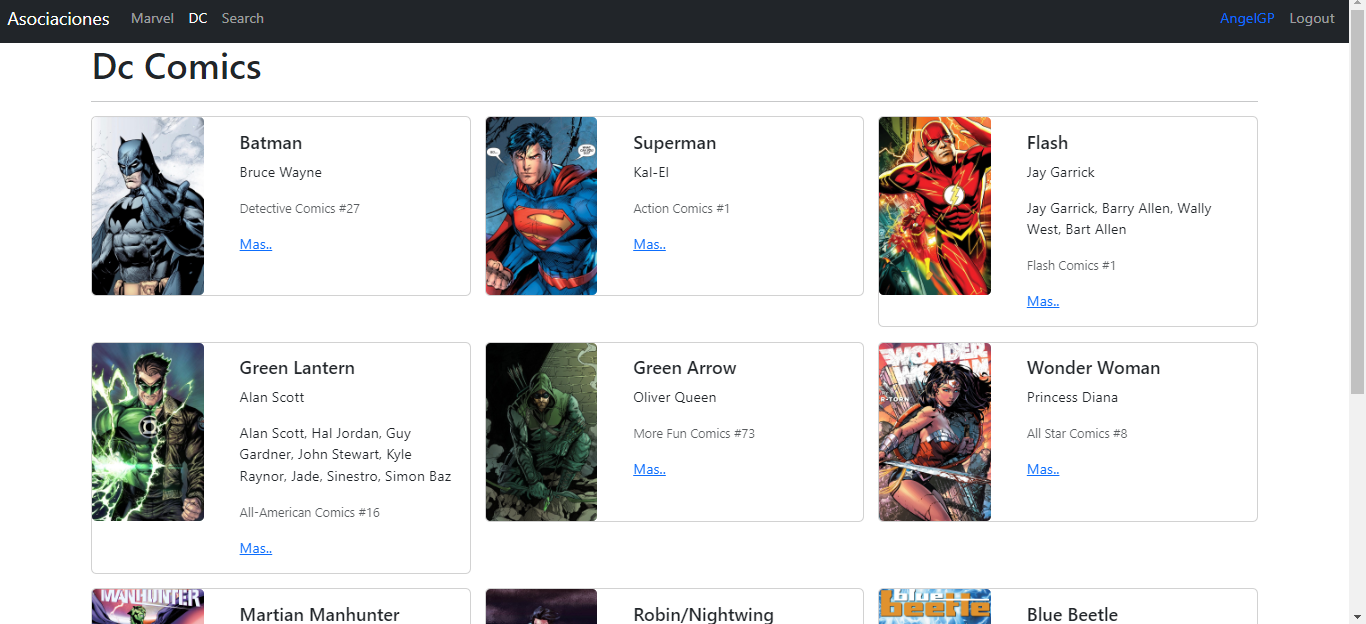 Asociaciones Marvel DC Search AngelGP Logout
Dc Comics
Batman
Bruce Wayne
Detective Comics #27
Mas..
Superman
Kal-El
Action Comics #1
Mas..
Flash
Jay Garrick
Jay Garrick, Barry Allen, Wally
West, Bart Allen
Flash Comics #1
Mas..
Green Lantern
Alan Scott
Alan Scott, Hal Jordan, Guy
Gardner, John Stewart, Kyle
Raynor, Jade, Sinestro, Simon Baz
All-American Comics #16
Mas..
Green Arrow
Oliver Queen
More Fun Comics #73
Mas..
WONDER
Wonder Woman
Princess Diana
All Star Comics #8
Mas..
MANHUNTER
Martian Manhunter
Robin/Nightwing
blue
beetle
Blue Beetle